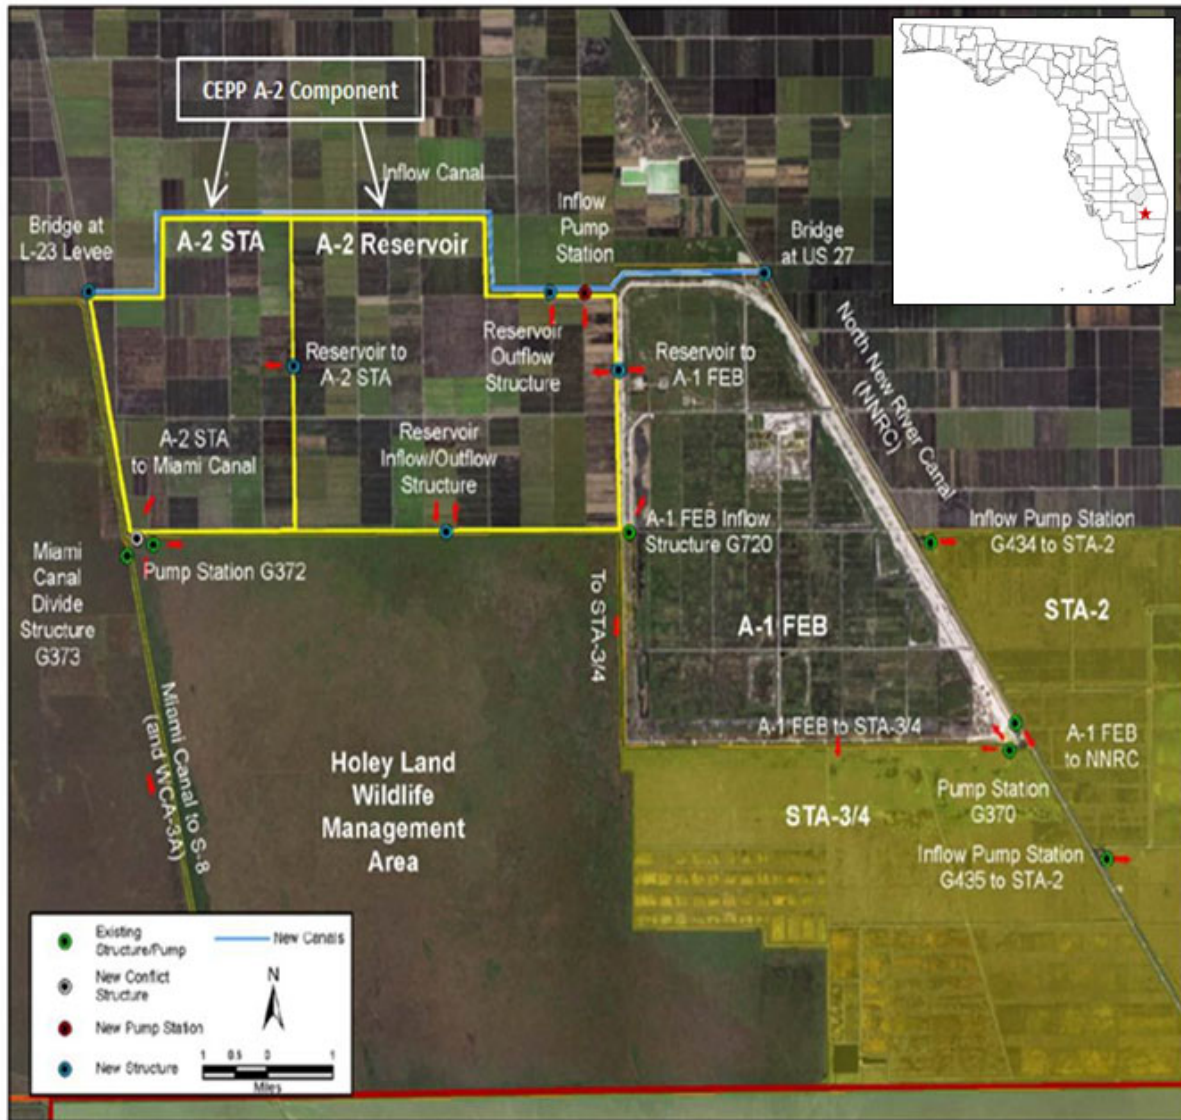 CEPP A-2 Component
Inflow Canal
Bridge at
L-23 Levee
A-2 STA
A-2 Reservoir
Inflow
Pump
Station
Bridge
at US 27
North New River Canal
(NNRC)
Reservoir
Outflow
Structure
Reservoir to
A-2 STA
Reservoir to
A-1 FEB
A-2 STA
to Miami Canal
Reservoir
Inflow/Outflow
Structure
A-1 FEB Inflow
Structure G720
Inflow Pump Station
G434 to STA-2
Miami
Canal
Divide
Structure
G373
Pump Station G372
To STA-3/4
STA-2
A-1 FEB
Miami Canal to S-8
(and WCA-3A)
A-1 FEB to STA-3/4
A-1 FEB
to NNRC
Holey Land
Wildlife
Management
Area
Pump Station
G370
STA-3/4
Inflow Pump Station
G435 to STA-2
Existing
Structure/Pump
New Canals
New Conflict
Structure
N
New Pump Station
New Structure
1 0.5 0 1
Miles